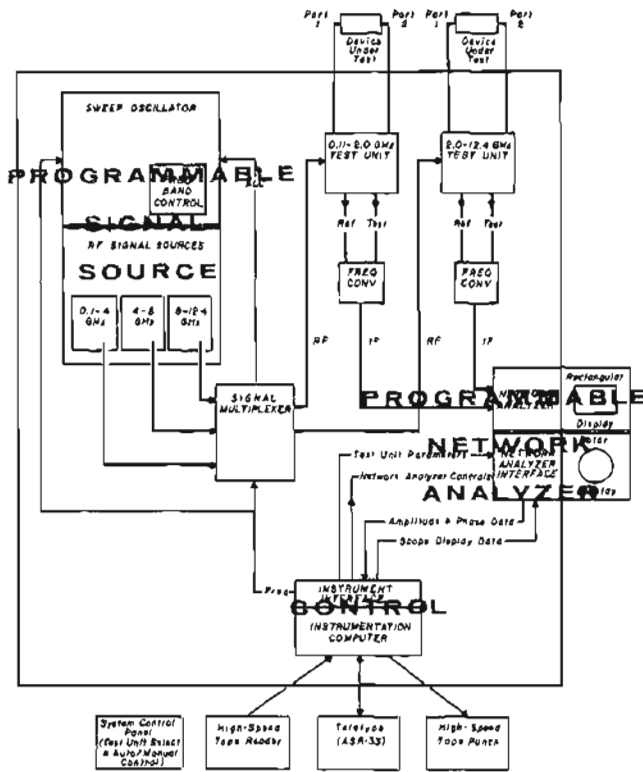 Port 1
Port 2
Port 1
Port 2
Device Under Test
Device Under Test
SWEEP OSCILLATOR
0.11-2.0 GHz
TEST UNIT
2.0-12.4 GHz
TEST UNIT
PROGRAMMABLE
ALL
BAND
CONTROL
SIGNAL
Ref
Test
Ref
Test
RF SIGNAL SOURCES
SOURCE
FREQ
CONV
FREQ
CONV
0.1-4
GHz
4-8
GHz
8-12.4
GHz
RF
IF
RF
IF
SIGNAL
MULTIPLEXER
PROGRAMMABLE
NETWORK
ANALYZER
Rectangular
Display
NETWORK
Test Unit Parameters
NETWORK
ANALYZER
INTERFACE
Polar
Display
Network Analyzer Controls
ANALYZER
Amplitude & Phase Data
Scope Display Data
Freq
INSTRUMENT
INTERFACE
CONTROL
INSTRUMENTATION
COMPUTER
System Control
Panel
(Test Unit Select
& Auto/Manual
Control)
High-Speed
Tape Reader
Teletype
(ASR-33)
High-Speed
Tape Punch